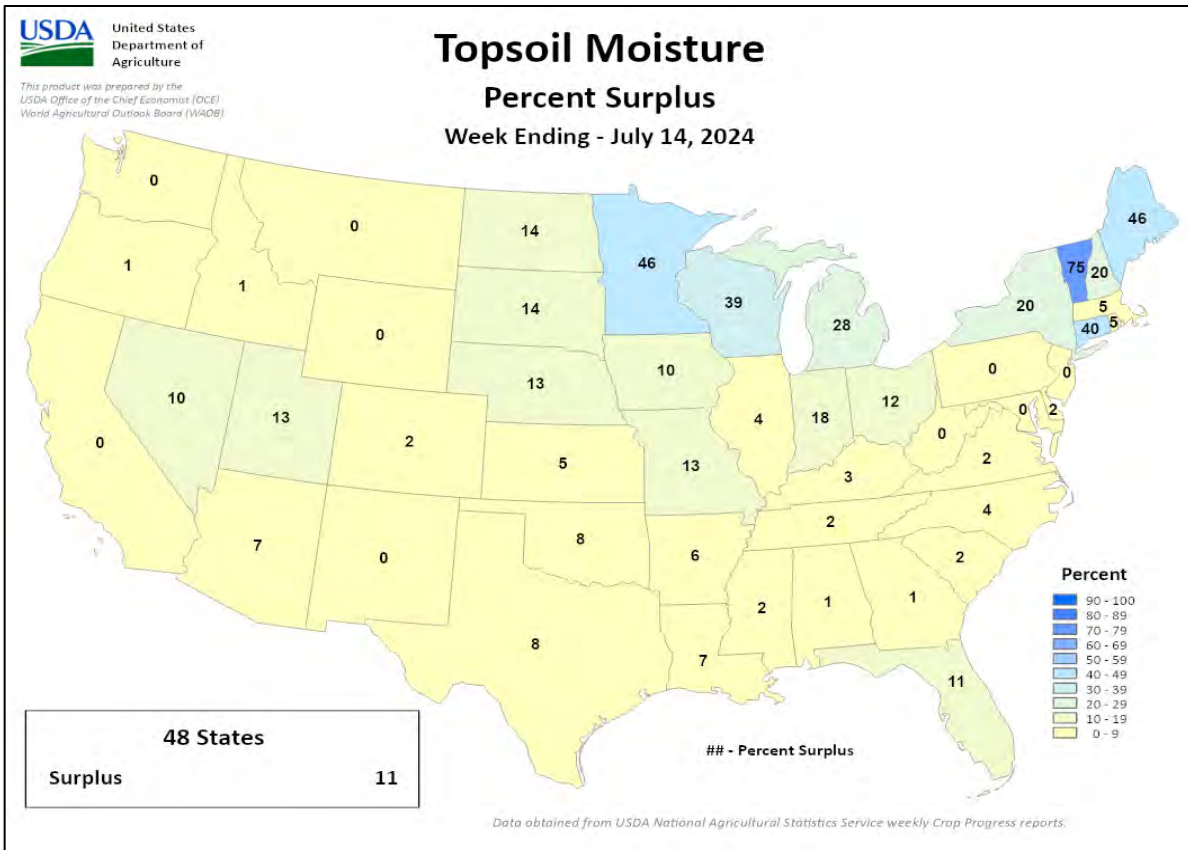 USDA
United States
Department of
Agriculture
This product was prepared by the
USDA Office of the Chief Economist (OCE)
World Agricultural Outlook Board (WAOB)
Topsoil Moisture
Percent Surplus
Week Ending - July 14, 2024
0
0
14
46
46
1
1
75
20
0
14
39
28
20
5
5
40
10
13
13
10
4
18
12
0
0
0
2
0
0
2
5
13
3
2
7
0
8
6
2
4
2
8
7
2
1
1
11
Percent
90 - 100
80 - 89
70 - 79
60 - 69
50 - 59
40 - 49
30 - 39
20 - 29
10 - 19
0 - 9
48 States
Surplus 11
## - Percent Surplus
Data obtained from USDA National Agricultural Statistics Service weekly Crop Progress reports.